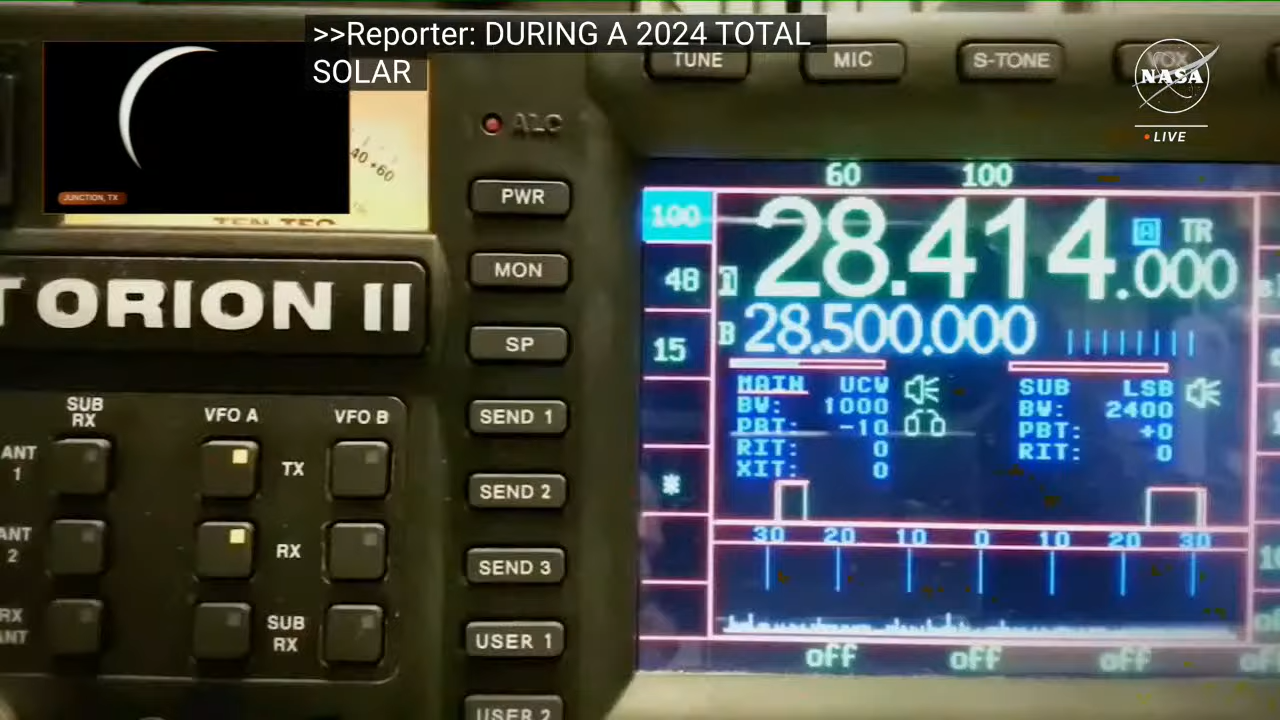 >>Reporter: DURING A 2024 TOTAL
SOLAR
TUNE
MIC
S-TONE
VOX
NASA
LIVE
ALC
40 +60
JUNCTION, TX
TEN-TEC
PWR
MON
SP
SEND 1
SEND 2
SEND 3
USER 1
USER 2
ORION II
SUB
RX
VFO A
VFO B
ANT
1
TX
ANT
2
RX
RX
ANT
SUB
RX
60
100
100
28.414.000
A
TR
48
B
28.500.000
15
MAIN UCW
BW: 1000
PBT: -10
RIT: 0
XIT: 0
SUB LSB
BW: 2400
PBT: +0
RIT: 0
*
30 20 10 0 10 20 30
off off off